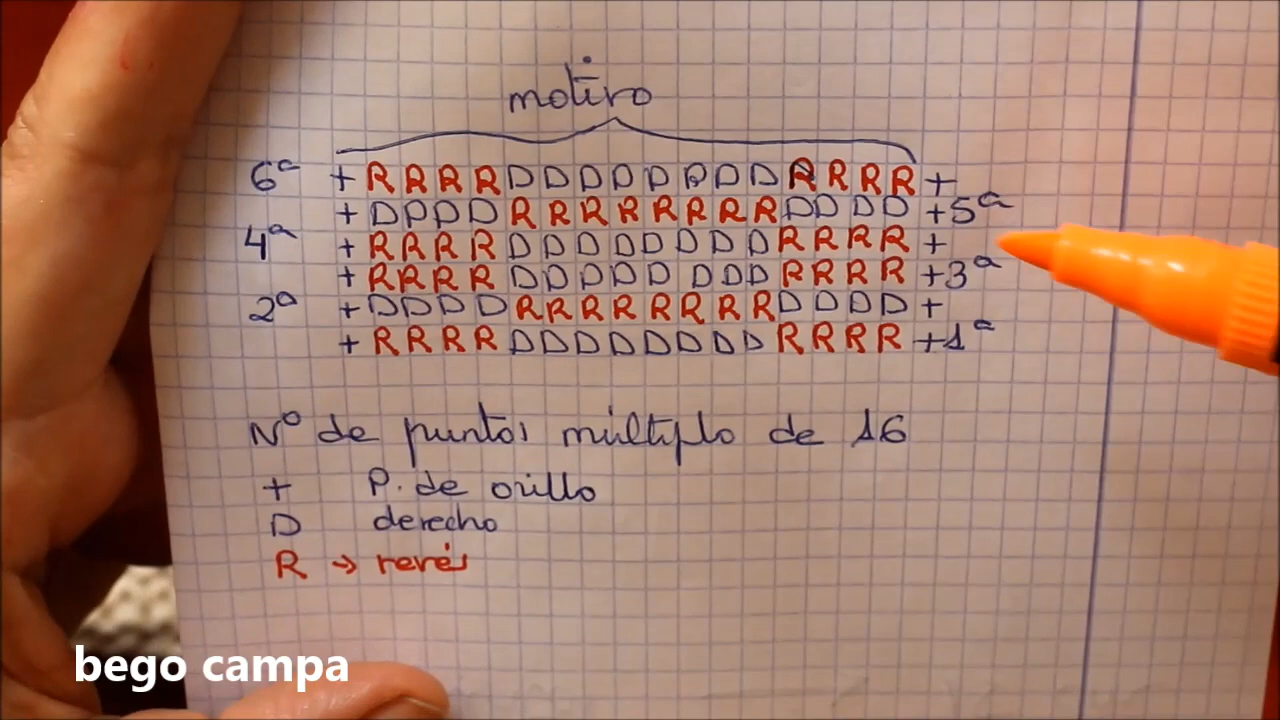 motivo
6ª + R R R R D D D D D D D D R R R R +
+ D D D D R R R R R R R R D D D D + 5ª
4ª + R R R R D D D D D D D D R R R R +
+ R R R R D D D D D D D D R R R R + 3ª
2ª + D D D D R R R R R R R R D D D D +
+ R R R R D D D D D D D D R R R R + 1ª
Nº de puntos múltiplo de 16
+ P. de orillo
D derecho
R → revés
bego campa